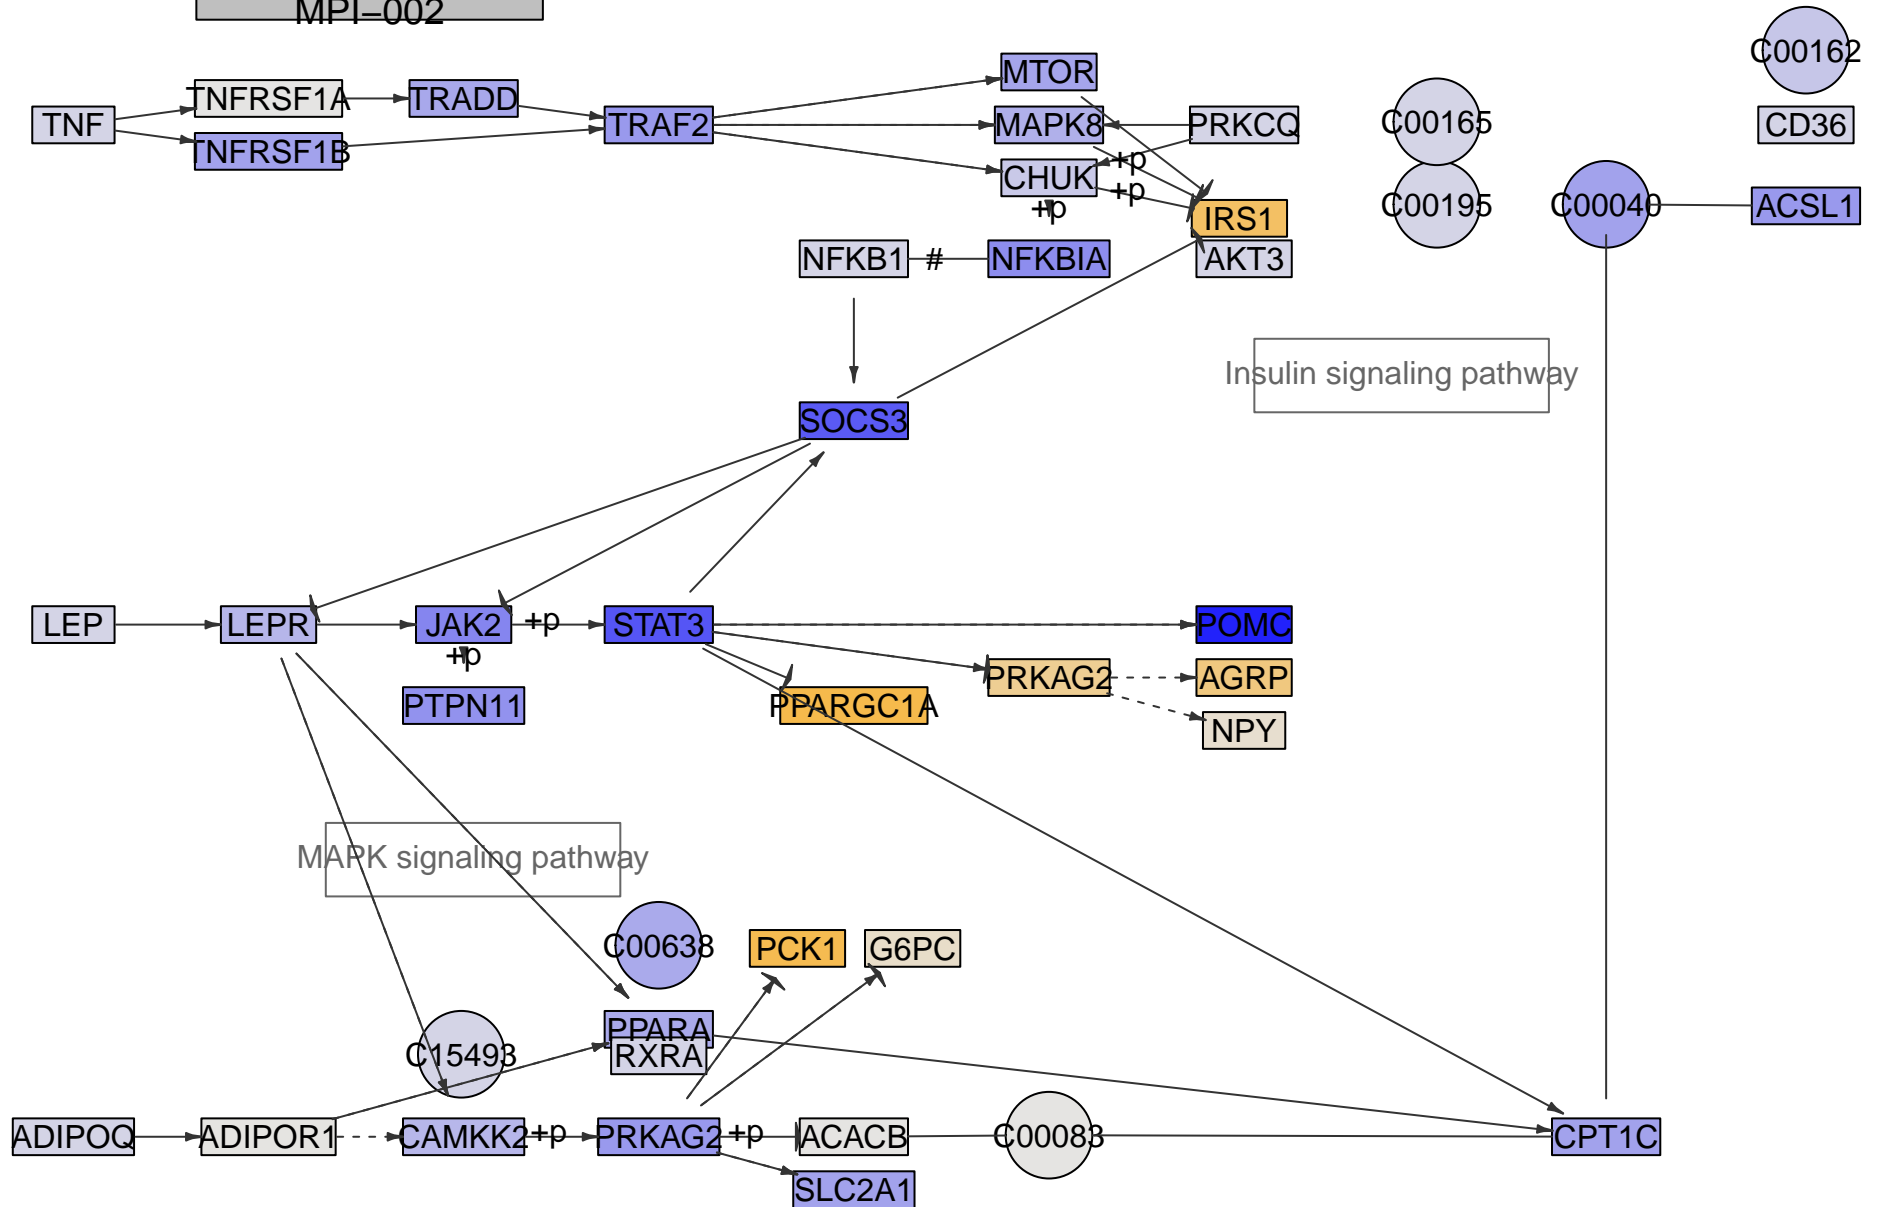 MPI−002
C00162
MTOR
TNFRSF1A
TRADD
TNF
TRAF2
MAPK8
PRKCQ
C00165
CD36
TNFRSF1B
+p
CHUK
+p
+p
IRS1
C00195
C00040
ACSL1
NFKB1
#
NFKBIA
AKT3
Insulin signaling pathway
SOCS3
LEP
LEPR
JAK2
+p
STAT3
POMC
+p
PRKAG2
AGRP
PTPN11
PPARGC1A
NPY
MAPK signaling pathway
C00638
PCK1
G6PC
PPARA
C15493
RXRA
ADIPOQ
ADIPOR1
CAMKK2
+p
PRKAG2
+p
ACACB
C00083
CPT1C
SLC2A1